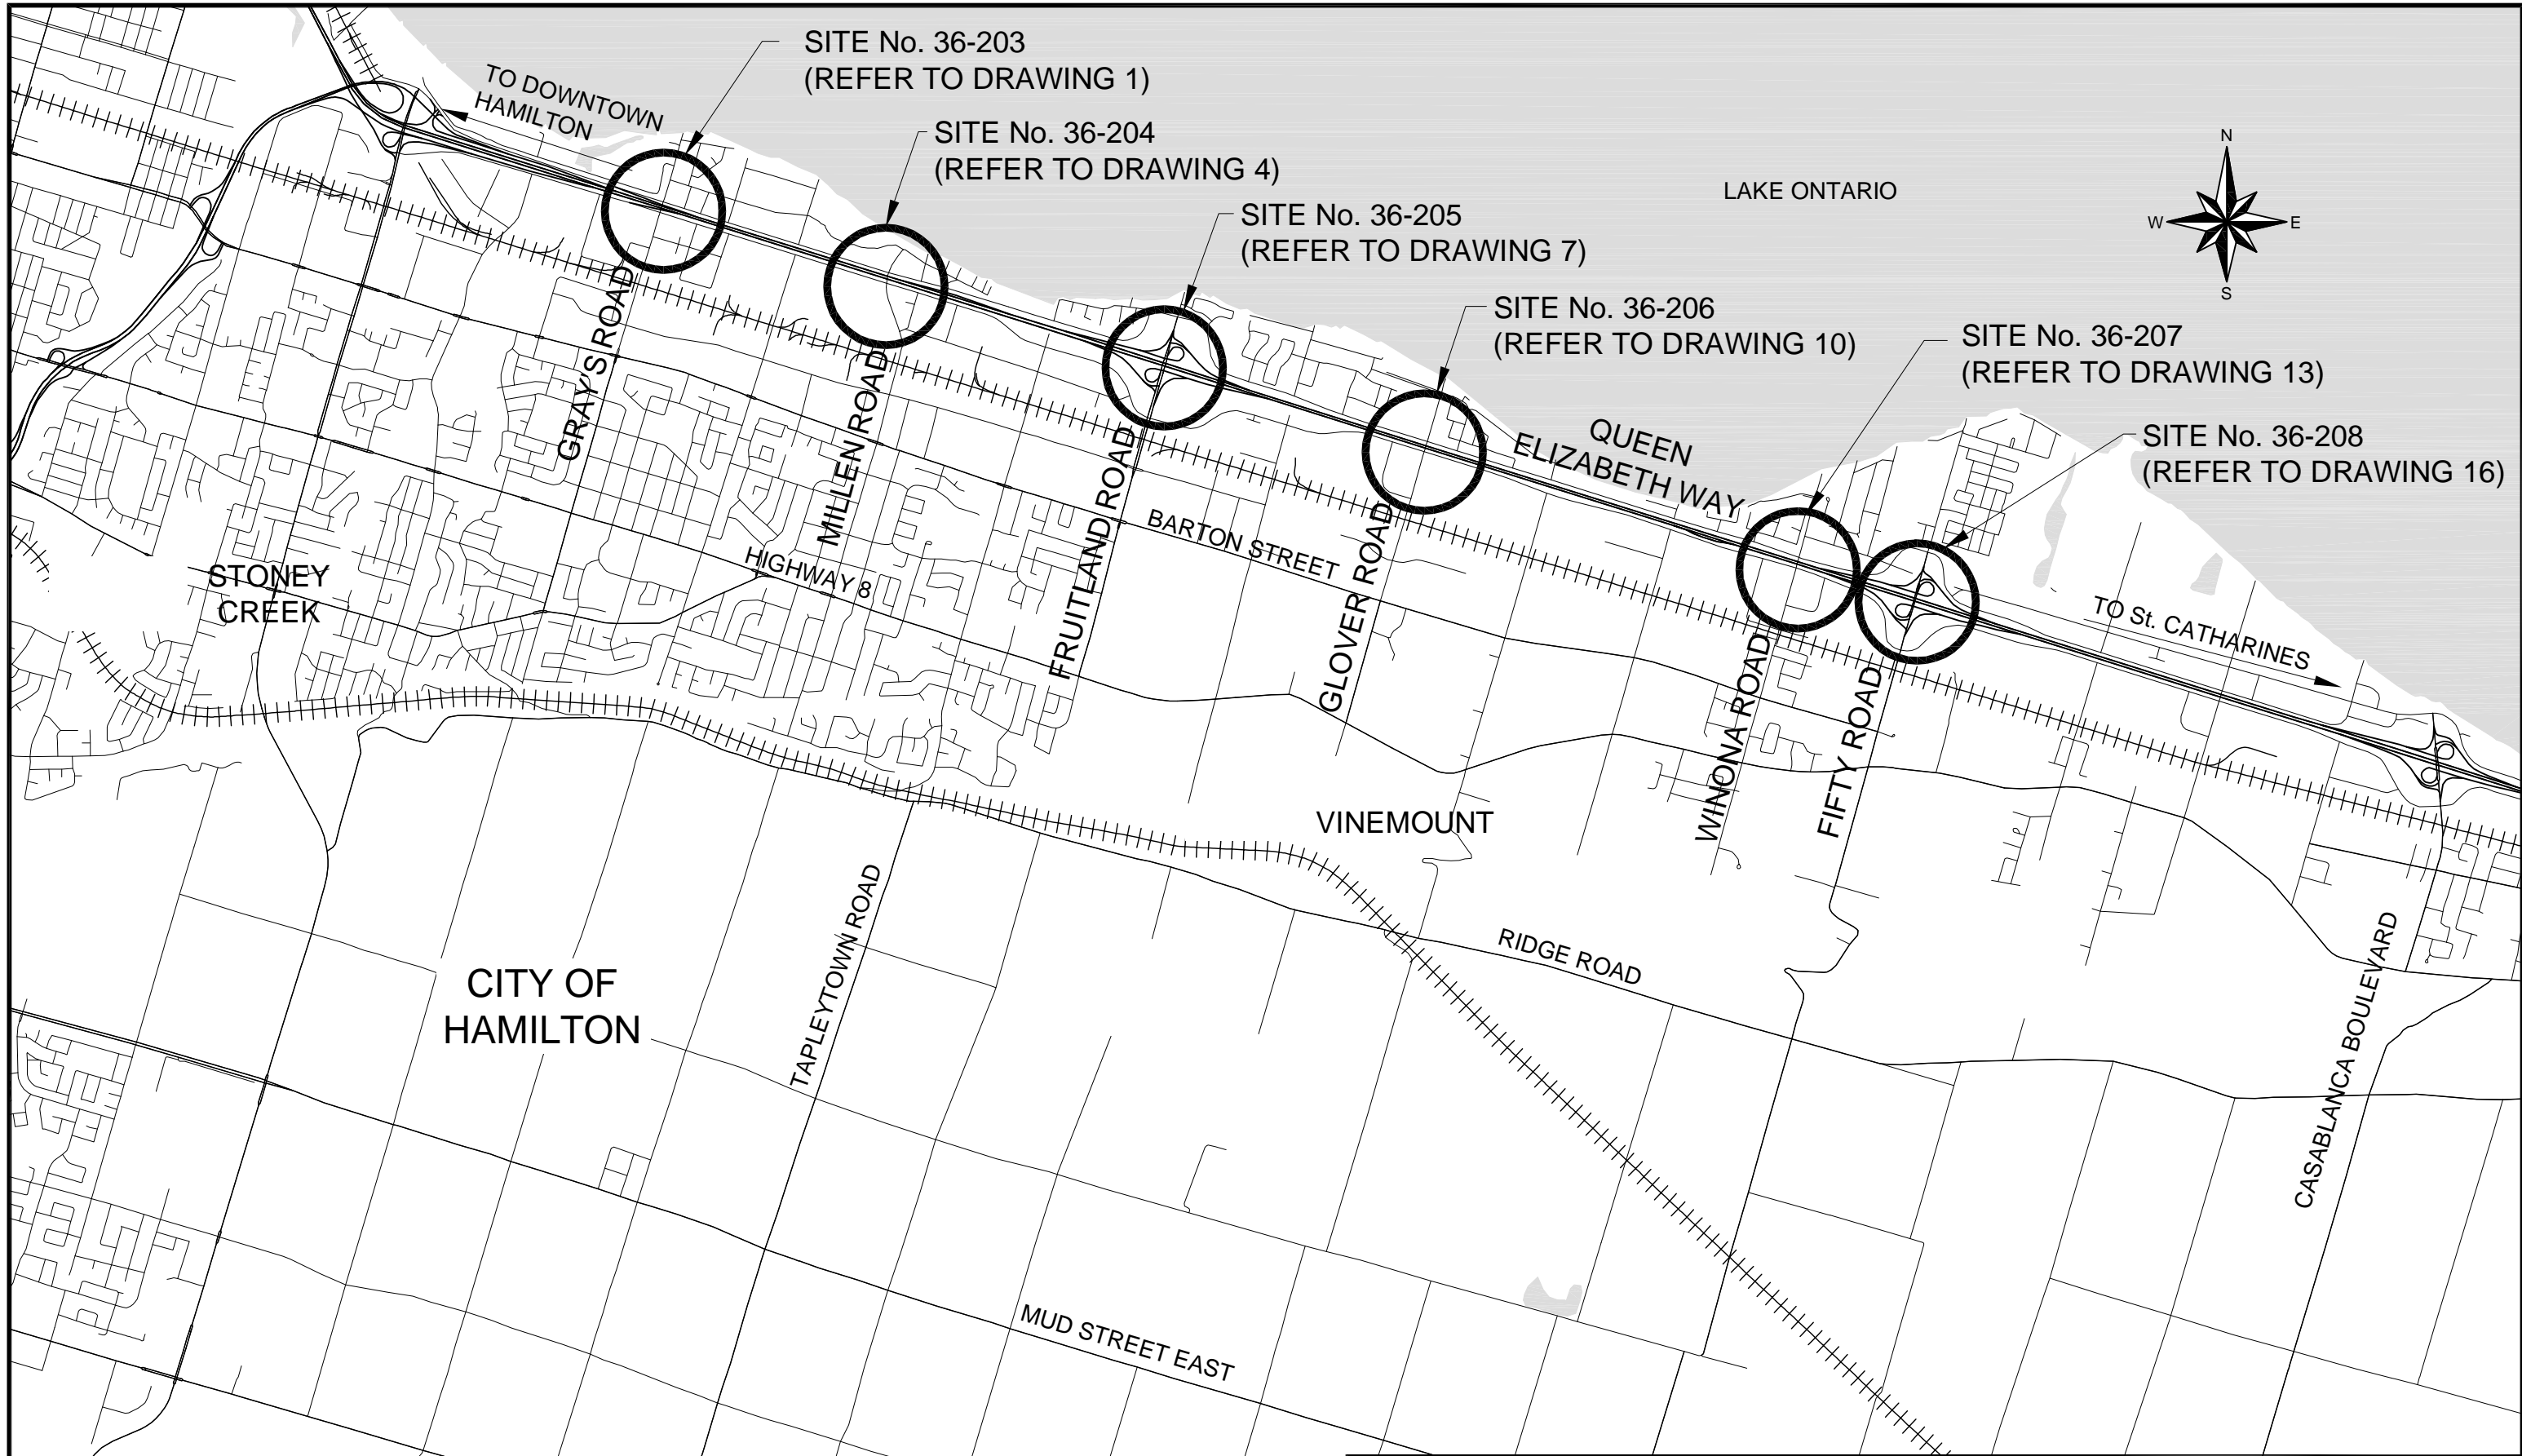 SITE No. 36-203
(REFER TO DRAWING 1)
TO DOWNTOWN
HAMILTON
SITE No. 36-204
(REFER TO DRAWING 4)
N
LAKE ONTARIO
SITE No. 36-205
(REFER TO DRAWING 7)
W
E
S
SITE No. 36-206
(REFER TO DRAWING 10)
SITE No. 36-207
(REFER TO DRAWING 13)
SITE No. 36-208
(REFER TO DRAWING 16)
QUEEN
ELIZABETH WAY
GRAY'S ROAD
MILLEN ROAD
FRUITLAND ROAD
BARTON STREET
GLOVER ROAD
HIGHWAY 8
STONEY
CREEK
TO St. CATHARINES
WINONA ROAD
FIFTY ROAD
VINEMOUNT
TAPLEYTOWN ROAD
RIDGE ROAD
CITY OF
HAMILTON
CASABLANCA BOULEVARD
MUD STREET EAST